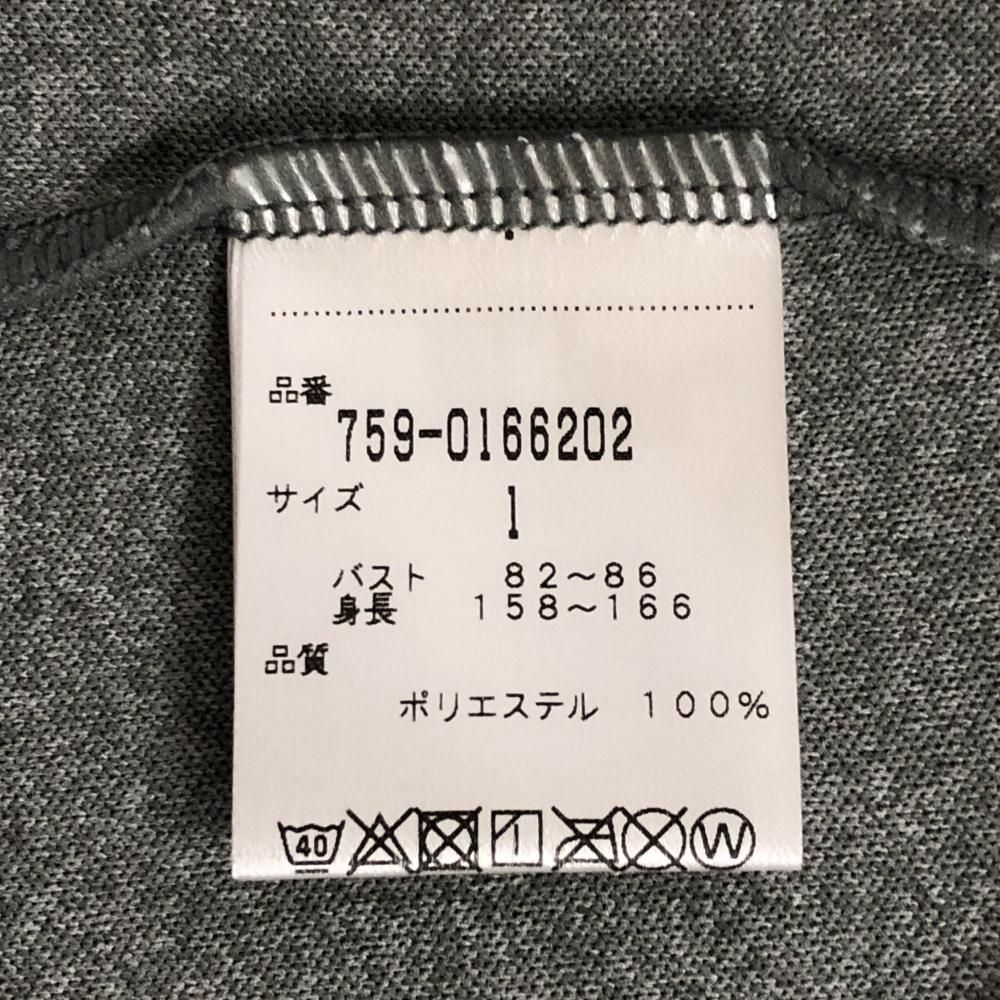 品番
759-0166202
サイズ 1
バスト 82〜86
身長 158〜166
品質
ポリエステル 100%
40 W